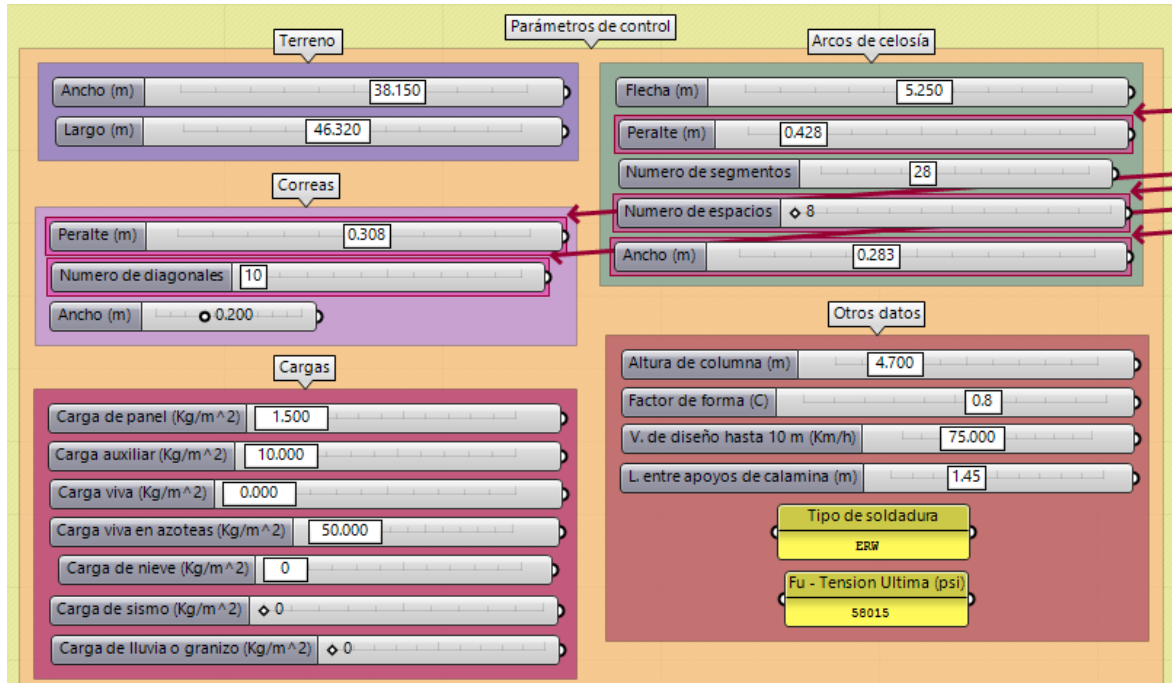 Parámetros de control
Terreno
Ancho (m) 38.150
Largo (m) 46.320
Correas
Peralte (m) 0.308
Numero de diagonales 10
Ancho (m) 0.200
Cargas
Carga de panel (Kg/m^2) 1.500
Carga auxiliar (Kg/m^2) 10.000
Carga viva (Kg/m^2) 0.000
Carga viva en azoteas (Kg/m^2) 50.000
Carga de nieve (Kg/m^2) 0
Carga de sismo (Kg/m^2) 0
Carga de lluvia o granizo (Kg/m^2) 0
Arcos de celosía
Flecha (m) 5.250
Peralte (m) 0.428
Numero de segmentos 28
Numero de espacios 8
Ancho (m) 0.283
Otros datos
Altura de columna (m) 4.700
Factor de forma (C) 0.8
V. de diseño hasta 10 m (Km/h) 75.000
L. entre apoyos de calamina (m) 1.45
Tipo de soldadura
ERW
Fu - Tension Ultima (psi)
58015